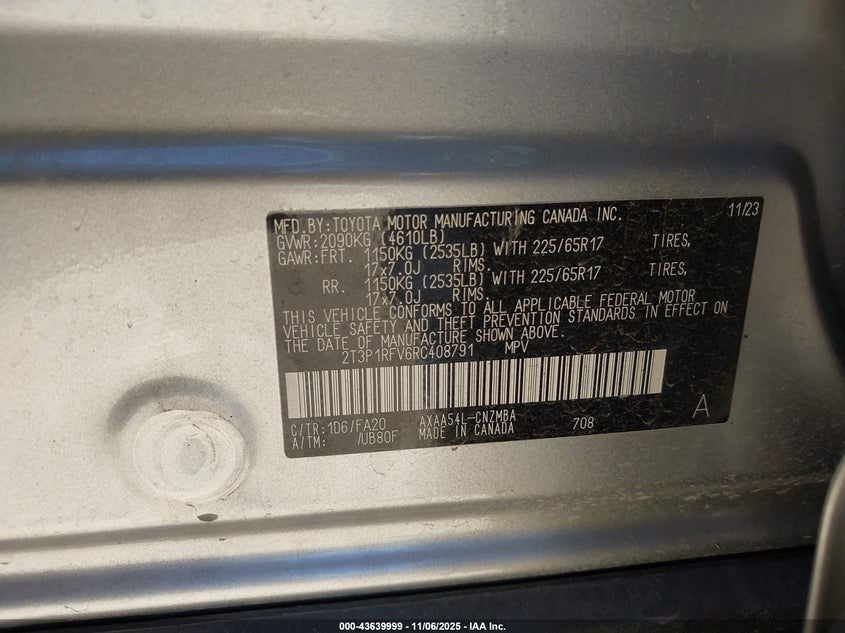 MFD.BY:TOYOTA MOTOR MANUFACTURING CANADA INC. 11/23
GVWR:2090KG (4610LB)
GAWR:FRT. 1150KG (2535LB) WITH 225/65R17 TIRES,
17x7.0J RIMS.
RR. 1150KG (2535LB) WITH 225/65R17 TIRES,
17x7.0J RIMS.
THIS VEHICLE CONFORMS TO ALL APPLICABLE FEDERAL MOTOR
VEHICLE SAFETY AND THEFT PREVENTION STANDARDS IN EFFECT ON
THE DATE OF MANUFACTURE SHOWN ABOVE.
2T3P1RFV6RC408791 MPV
C/TR:1D6/FA20 AXAA54L-CNZMBA 708 A
A/TM: /UB80F MADE IN CANADA
000-43639999 - 11/06/2025 - IAA Inc.